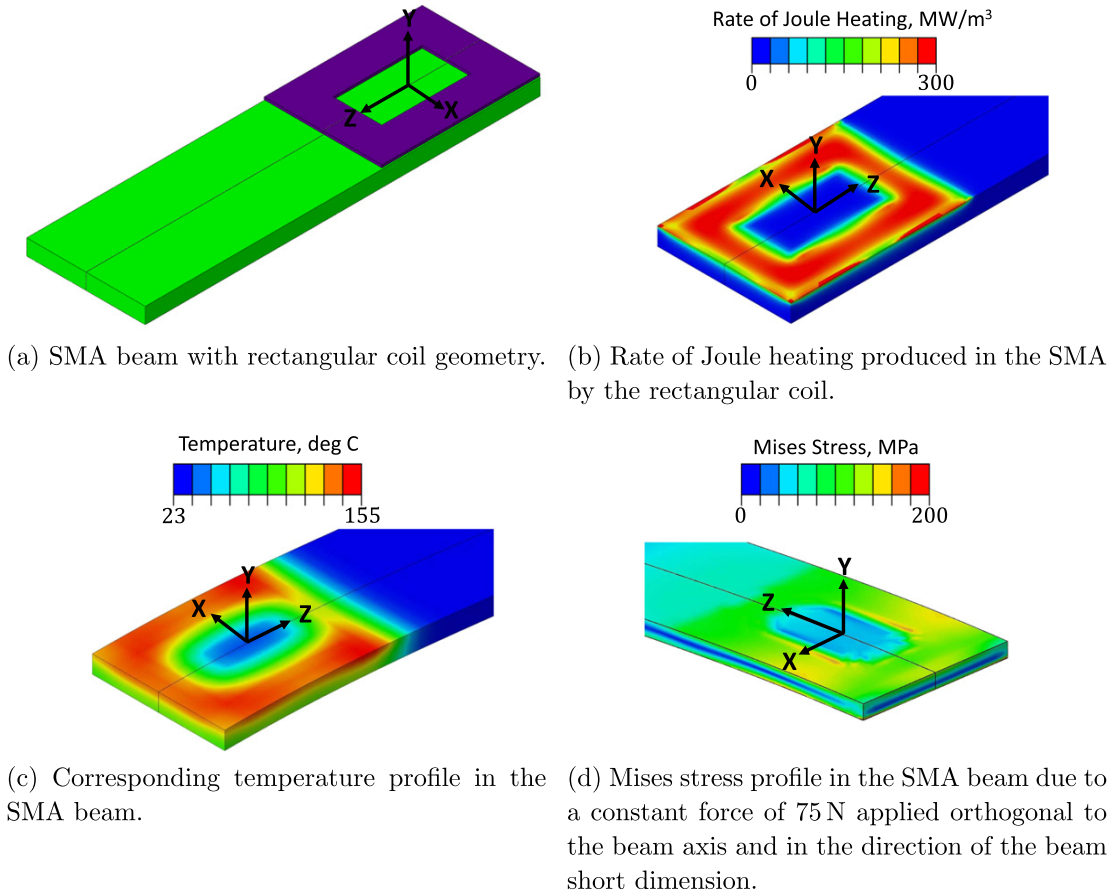 Y
Z
X
(a) SMA beam with rectangular coil geometry.
Rate of Joule Heating, MW/m³
0
300
Y
X
Z
(b) Rate of Joule heating produced in the SMA
by the rectangular coil.
Temperature, deg C
23
155
Y
X
Z
(c) Corresponding temperature profile in the
SMA beam.
Mises Stress, MPa
0
200
Y
Z
X
(d) Mises stress profile in the SMA beam due to
a constant force of 75 N applied orthogonal to
the beam axis and in the direction of the beam
short dimension.